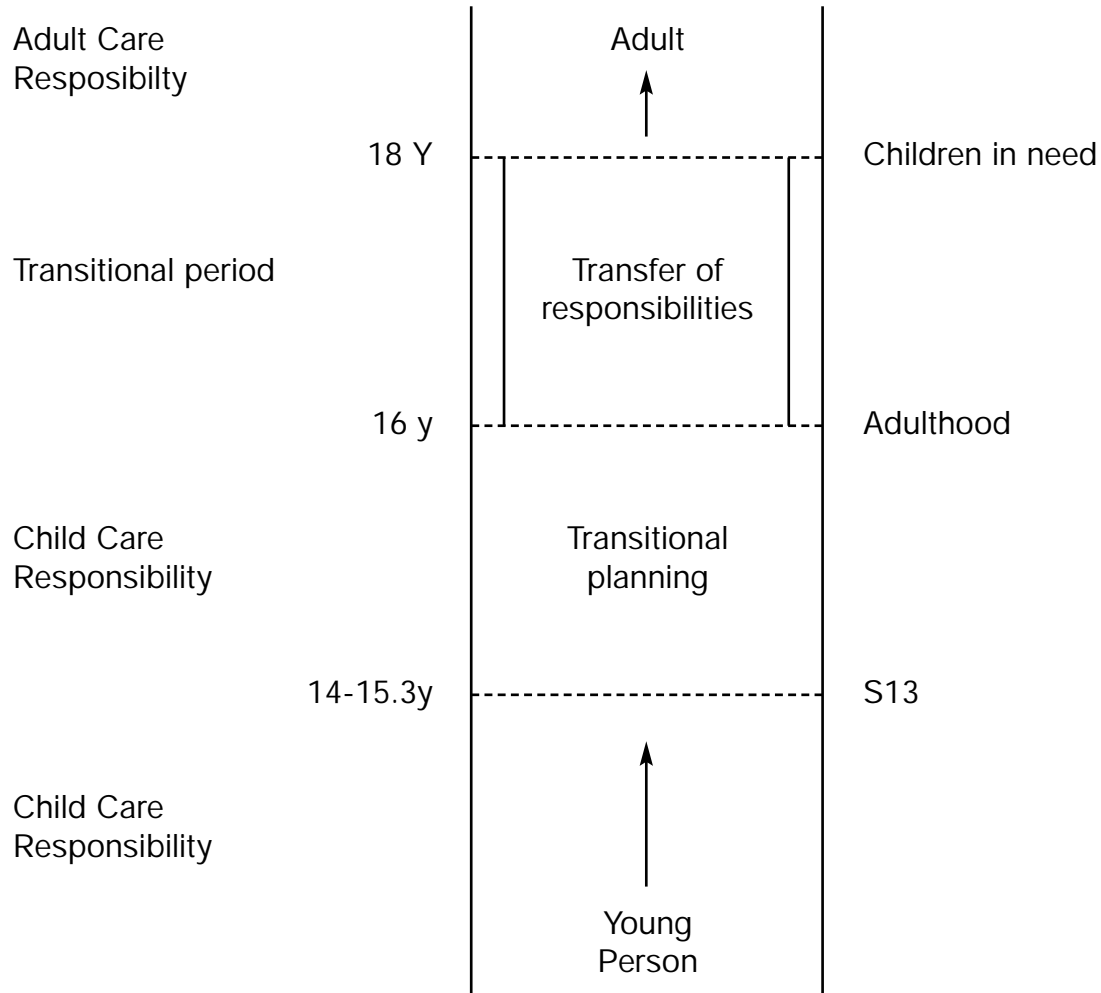 Adult Care
Resposibilty
Adult
18 Y
Children in need
Transitional period
Transfer of
responsibilities
16 y
Adulthood
Child Care
Responsibility
Transitional
planning
14-15.3y
S13
Child Care
Responsibility
Young
Person